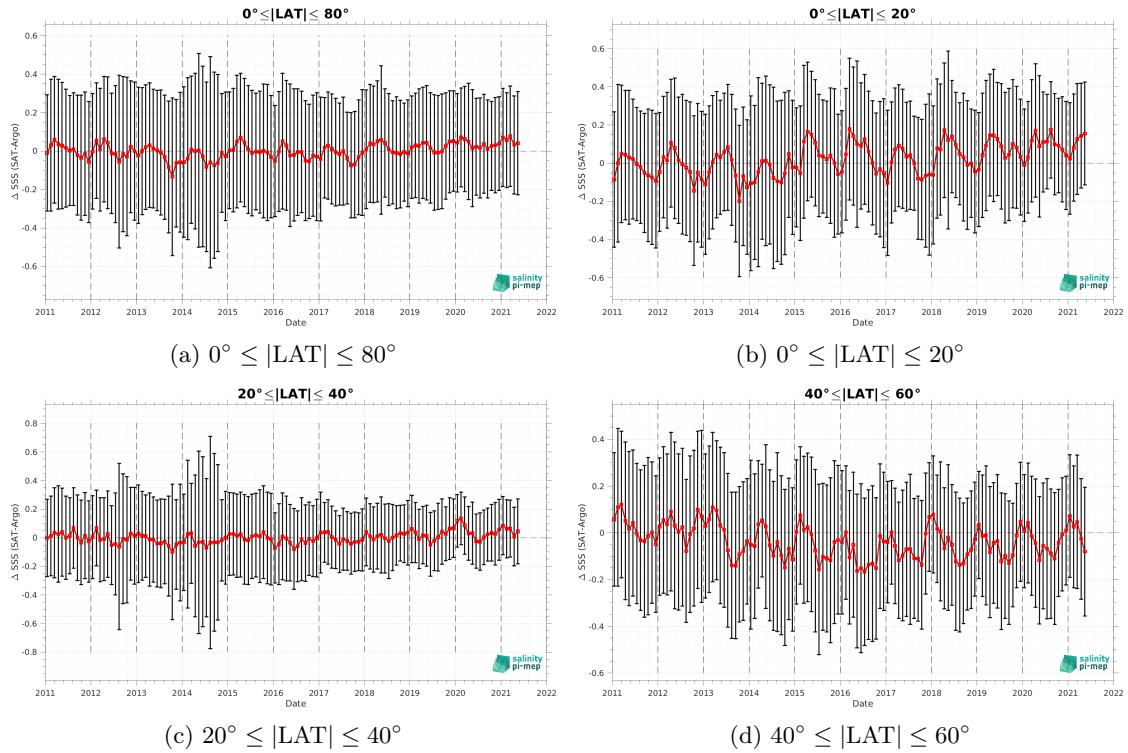 0°≤|LAT|≤ 80°
Δ SSS (SAT-Argo)
0.6
0.4
0.2
0
-0.2
-0.4
-0.6
2011 2012 2013 2014 2015 2016 2017 2018 2019 2020 2021 2022
Date
salinity
pi-mep
(a) 0° ≤ |LAT| ≤ 80°
0°≤|LAT|≤ 20°
Δ SSS (SAT-Argo)
0.6
0.4
0.2
0
-0.2
-0.4
-0.6
2011 2012 2013 2014 2015 2016 2017 2018 2019 2020 2021 2022
Date
salinity
pi-mep
(b) 0° ≤ |LAT| ≤ 20°
20°≤|LAT|≤ 40°
Δ SSS (SAT-Argo)
0.8
0.6
0.4
0.2
0
-0.2
-0.4
-0.6
-0.8
2011 2012 2013 2014 2015 2016 2017 2018 2019 2020 2021 2022
Date
salinity
pi-mep
(c) 20° ≤ |LAT| ≤ 40°
40°≤|LAT|≤ 60°
Δ SSS (SAT-Argo)
0.4
0.2
0
-0.2
-0.4
-0.6
2011 2012 2013 2014 2015 2016 2017 2018 2019 2020 2021 2022
Date
salinity
pi-mep
(d) 40° ≤ |LAT| ≤ 60°